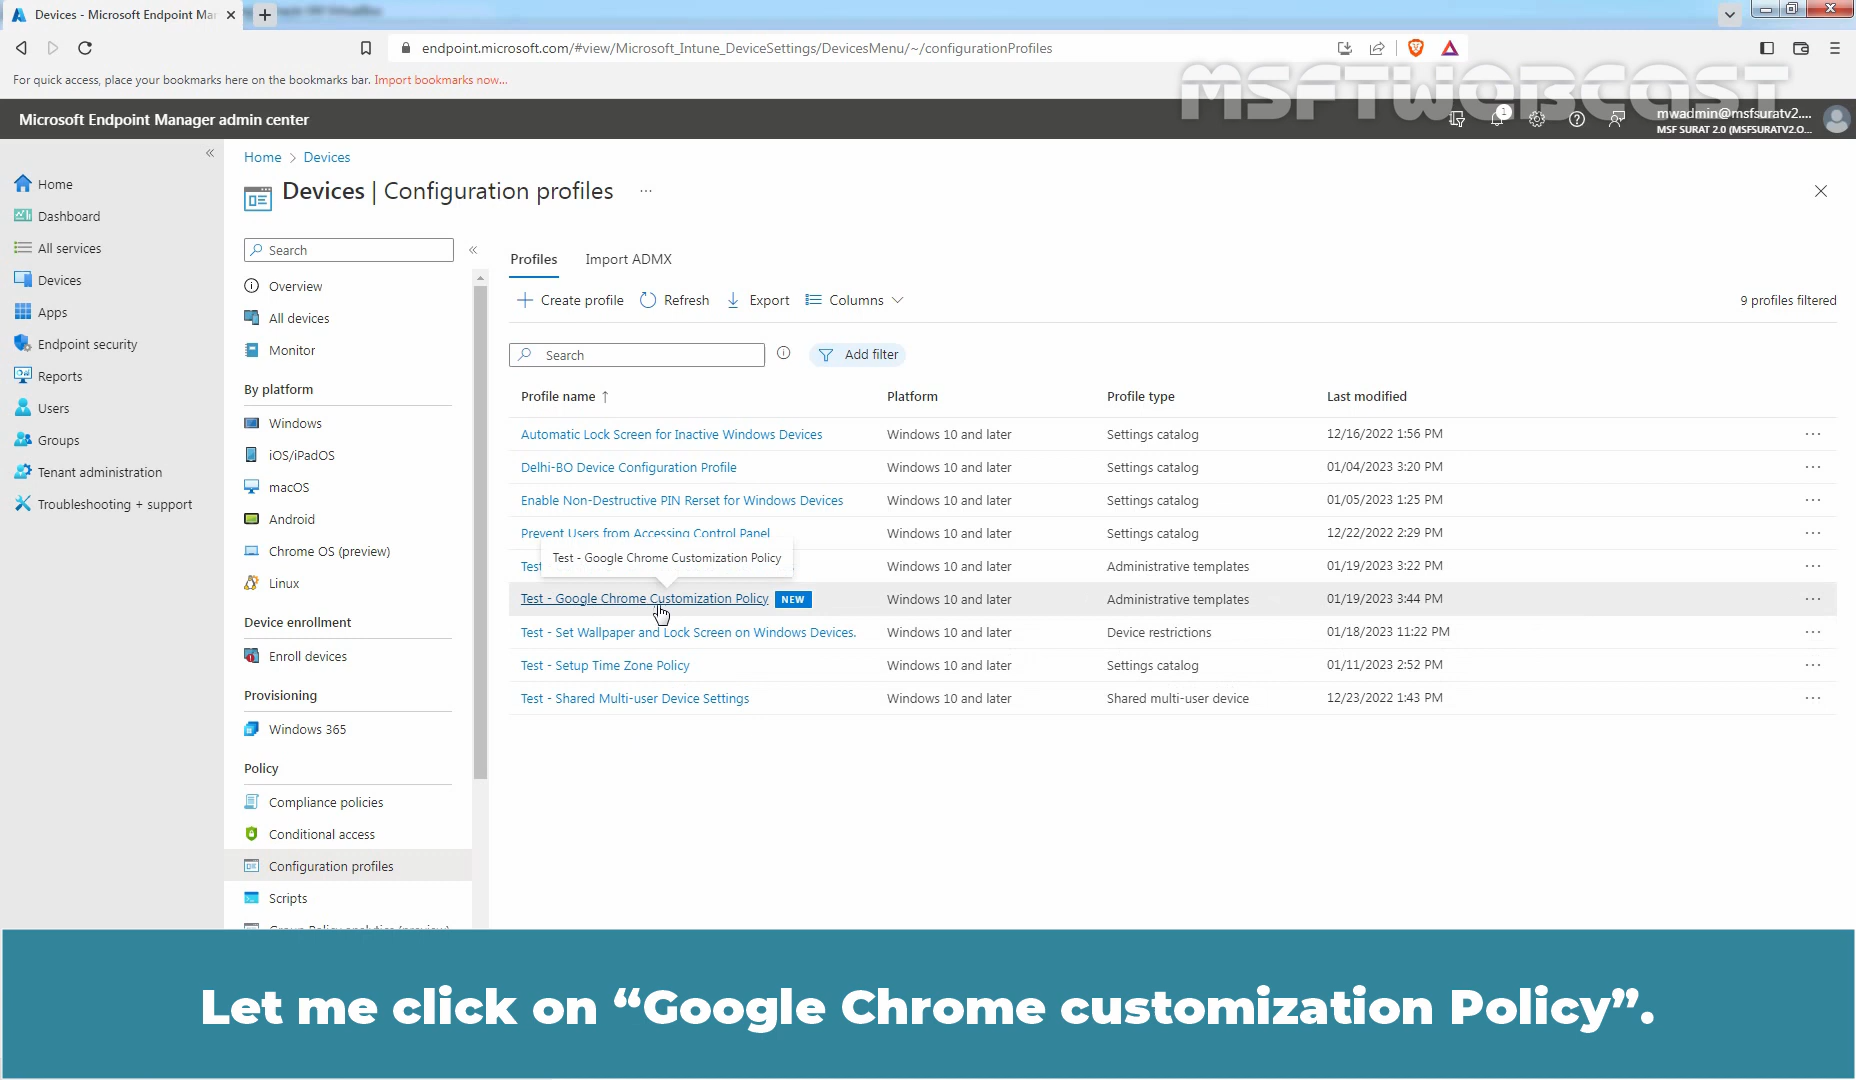 Devices - Microsoft Endpoint Mar
endpoint.microsoft.com/#view/Microsoft_Intune_DeviceSettings/DevicesMenu/~/configurationProfiles
For quick access, place your bookmarks here on the bookmarks bar. Import bookmarks now...
MSFTWEBCAST
Microsoft Endpoint Manager admin center
1
mwadmin@msfsuratv2....
MSF SURAT 2.0 (MSFSURATV2.O...
Home
Dashboard
All services
Devices
Apps
Endpoint security
Reports
Users
Groups
Tenant administration
Troubleshooting + support
Home > Devices
Devices | Configuration profiles
Search
Overview
All devices
Monitor
By platform
Windows
iOS/iPadOS
macOS
Android
Chrome OS (preview)
Linux
Device enrollment
Enroll devices
Provisioning
Windows 365
Policy
Compliance policies
Conditional access
Configuration profiles
Scripts
Profiles Import ADMX
Create profile Refresh Export Columns 9 profiles filtered
Search Add filter
Profile name ↑ Platform Profile type Last modified
Automatic Lock Screen for Inactive Windows Devices Windows 10 and later Settings catalog 12/16/2022 1:56 PM
Delhi-BO Device Configuration Profile Windows 10 and later Settings catalog 01/04/2023 3:20 PM
Enable Non-Destructive PIN Rerset for Windows Devices Windows 10 and later Settings catalog 01/05/2023 1:25 PM
Prevent Users from Accessing Control Panel Windows 10 and later Settings catalog 12/22/2022 2:29 PM
Test - Google Chrome Customization Policy
Test Windows 10 and later Administrative templates 01/19/2023 3:22 PM
Test - Google Chrome Customization Policy NEW Windows 10 and later Administrative templates 01/19/2023 3:44 PM
Test - Set Wallpaper and Lock Screen on Windows Devices. Windows 10 and later Device restrictions 01/18/2023 11:22 PM
Test - Setup Time Zone Policy Windows 10 and later Settings catalog 01/11/2023 2:52 PM
Test - Shared Multi-user Device Settings Windows 10 and later Shared multi-user device 12/23/2022 1:43 PM
Let me click on “Google Chrome customization Policy”.